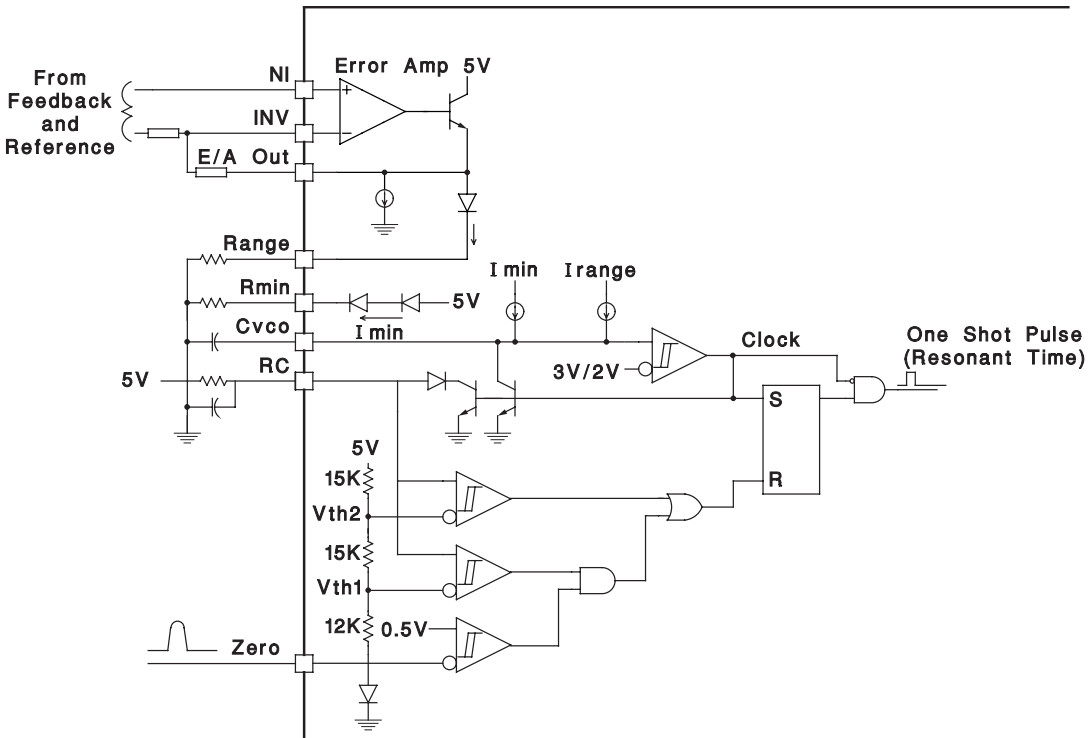 Error Amp 5V
NI
From
Feedback
and
Reference
INV
E/A Out
+
−
Range
Rmin
5V
I min
I min
I range
Cvco
3V/2V
Clock
One Shot Pulse
(Resonant Time)
RC
5V
S
R
5V
15K
Vth2
15K
Vth1
12K
0.5V
Zero